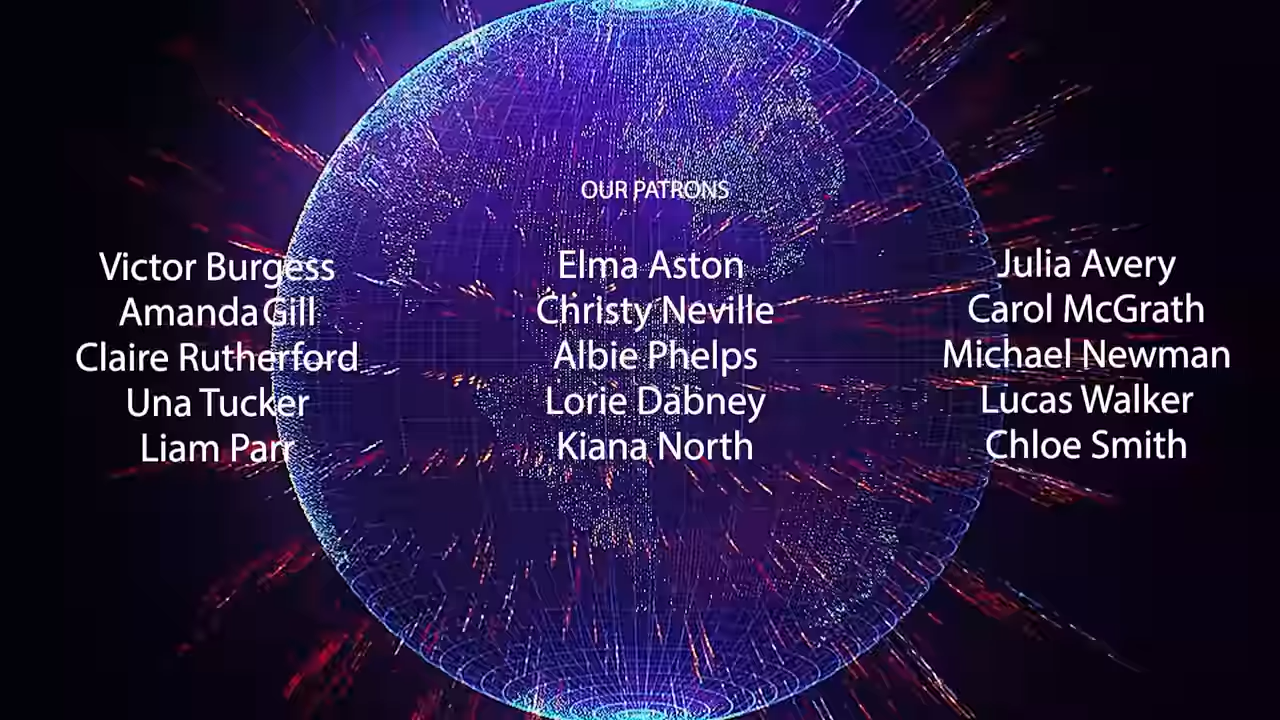 OUR PATRONS
Victor Burgess
Amanda Gill
Claire Rutherford
Una Tucker
Liam Parr
Elma Aston
Christy Neville
Albie Phelps
Lorie Dabney
Kiana North
Julia Avery
Carol McGrath
Michael Newman
Lucas Walker
Chloe Smith